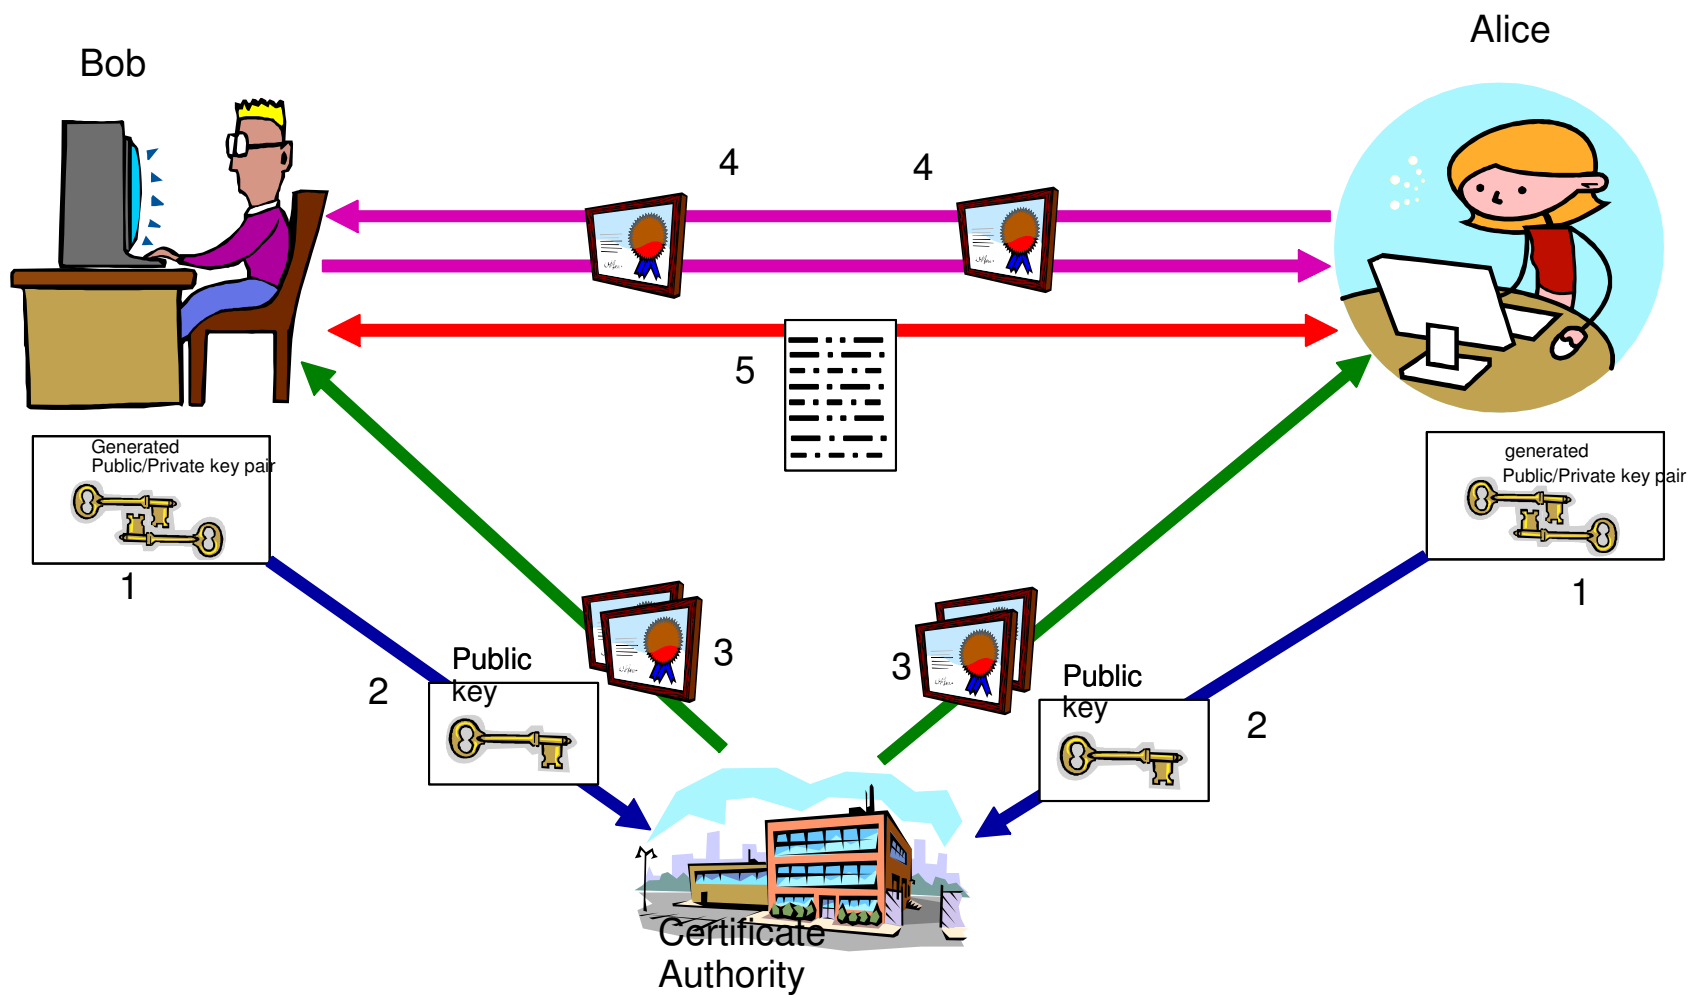 Alice
Bob
4
4
5
Generated
Public/Private key pair
generated
Public/Private key pair
1
1
Public
key
2
3
3
Public
key
2
Certificate
Authority